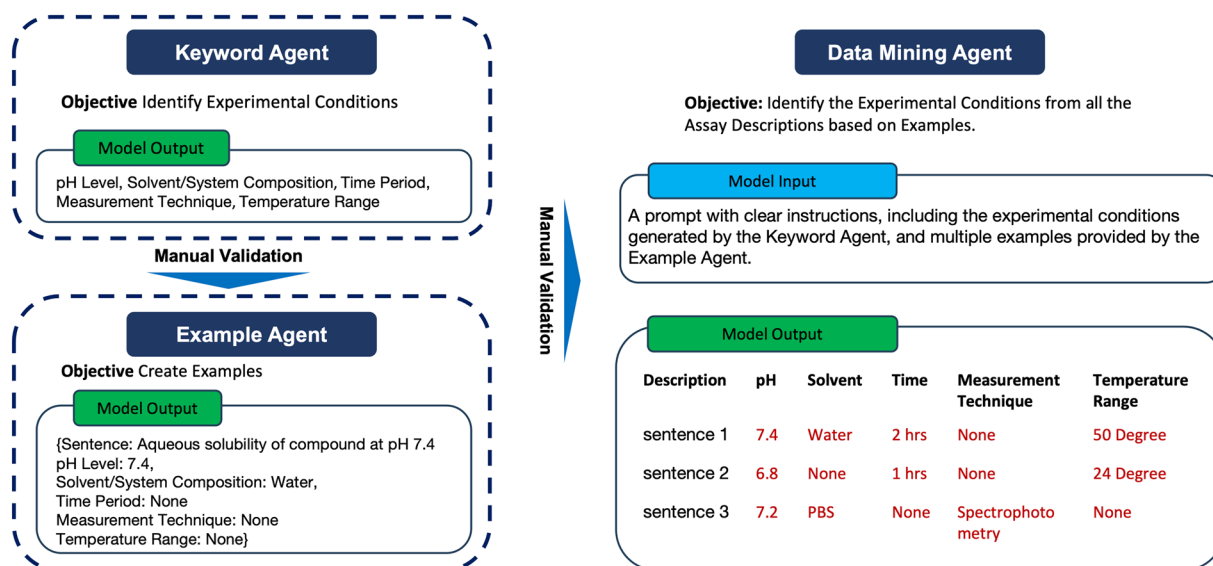 Keyword Agent
Objective Identify Experimental Conditions
Model Output
pH Level, Solvent/System Composition, Time Period,
Measurement Technique, Temperature Range
Manual Validation
Example Agent
Objective Create Examples
Model Output
{Sentence: Aqueous solubility of compound at pH 7.4
pH Level: 7.4,
Solvent/System Composition: Water,
Time Period: None
Measurement Technique: None
Temperature Range: None}
Manual Validation
Data Mining Agent
Objective: Identify the Experimental Conditions from all the
Assay Descriptions based on Examples.
Model Input
A prompt with clear instructions, including the experimental conditions
generated by the Keyword Agent, and multiple examples provided by the
Example Agent.
Model Output
Description pH Solvent Time Measurement Temperature
Technique Range
sentence 1 7.4 Water 2 hrs None 50 Degree
sentence 2 6.8 None 1 hrs None 24 Degree
sentence 3 7.2 PBS None Spectrophoto None
metry